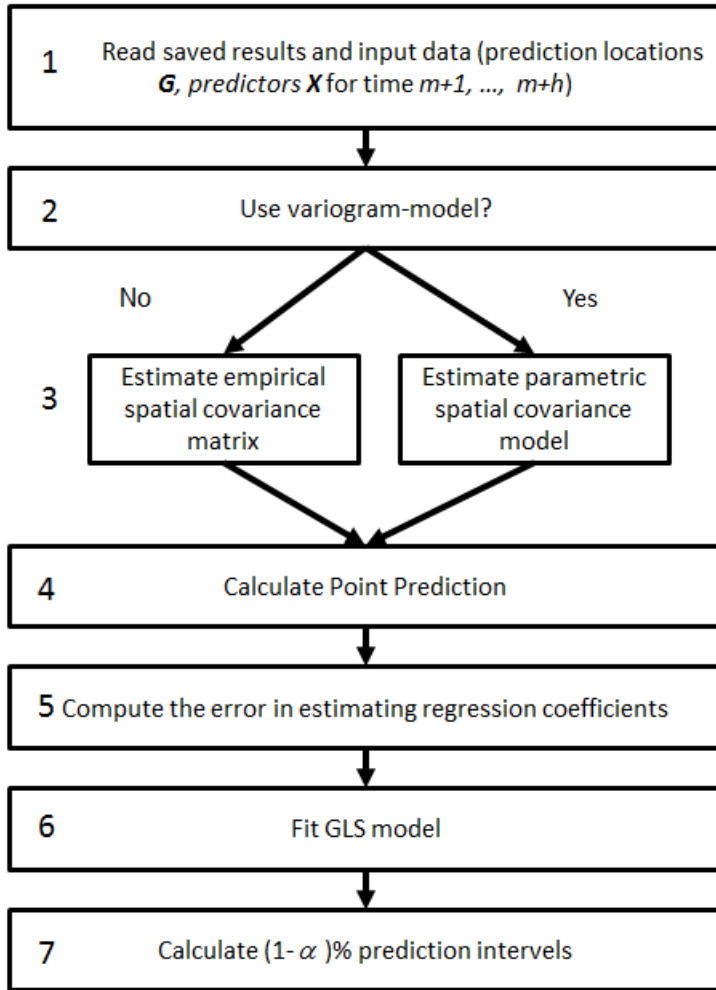 1
Read saved results and input data (prediction locations
G, predictors X for time m+1, …, m+h)
2
Use variogram-model?
No
Yes
3
Estimate empirical
spatial covariance
matrix
Estimate parametric
spatial covariance
model
4
Calculate Point Prediction
5 Compute the error in estimating regression coefficients
6
Fit GLS model
7
Calculate (1- α )% prediction intervels